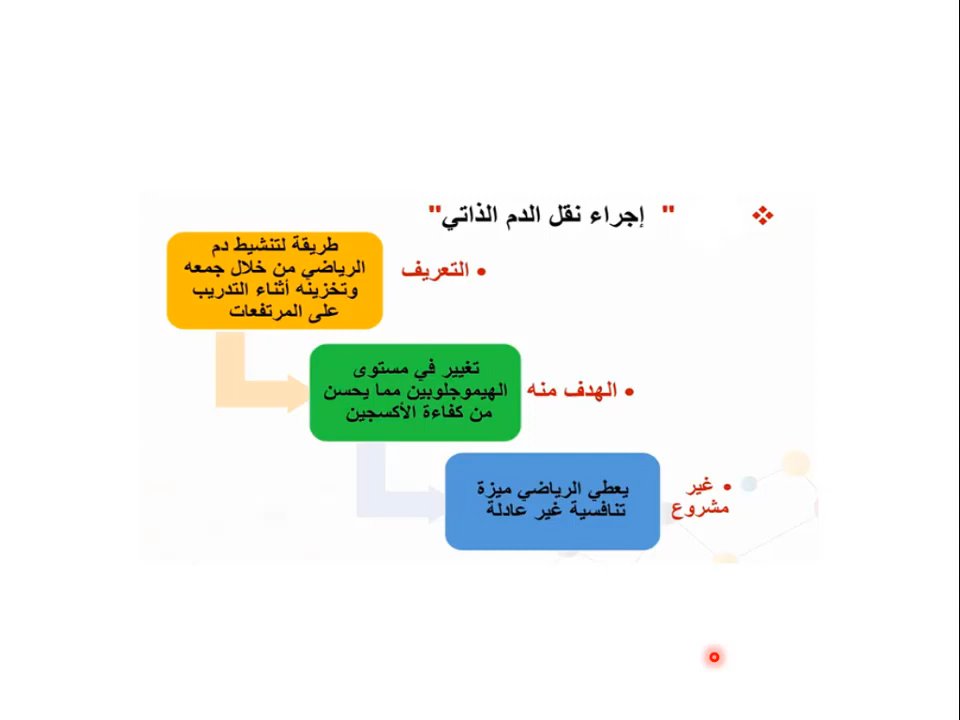 ❖ " إجراء نقل الدم الذاتي"
• التعريف
طريقة لتنشيط دم
الرياضي من خلال جمعه
وتخزينه أثناء التدريب
على المرتفعات
• الهدف منه
تغيير في مستوى
الهيموجلوبين مما يحسن
من كفاءة الأكسجين
• غير
مشروع
يعطي الرياضي ميزة
تنافسية غير عادلة